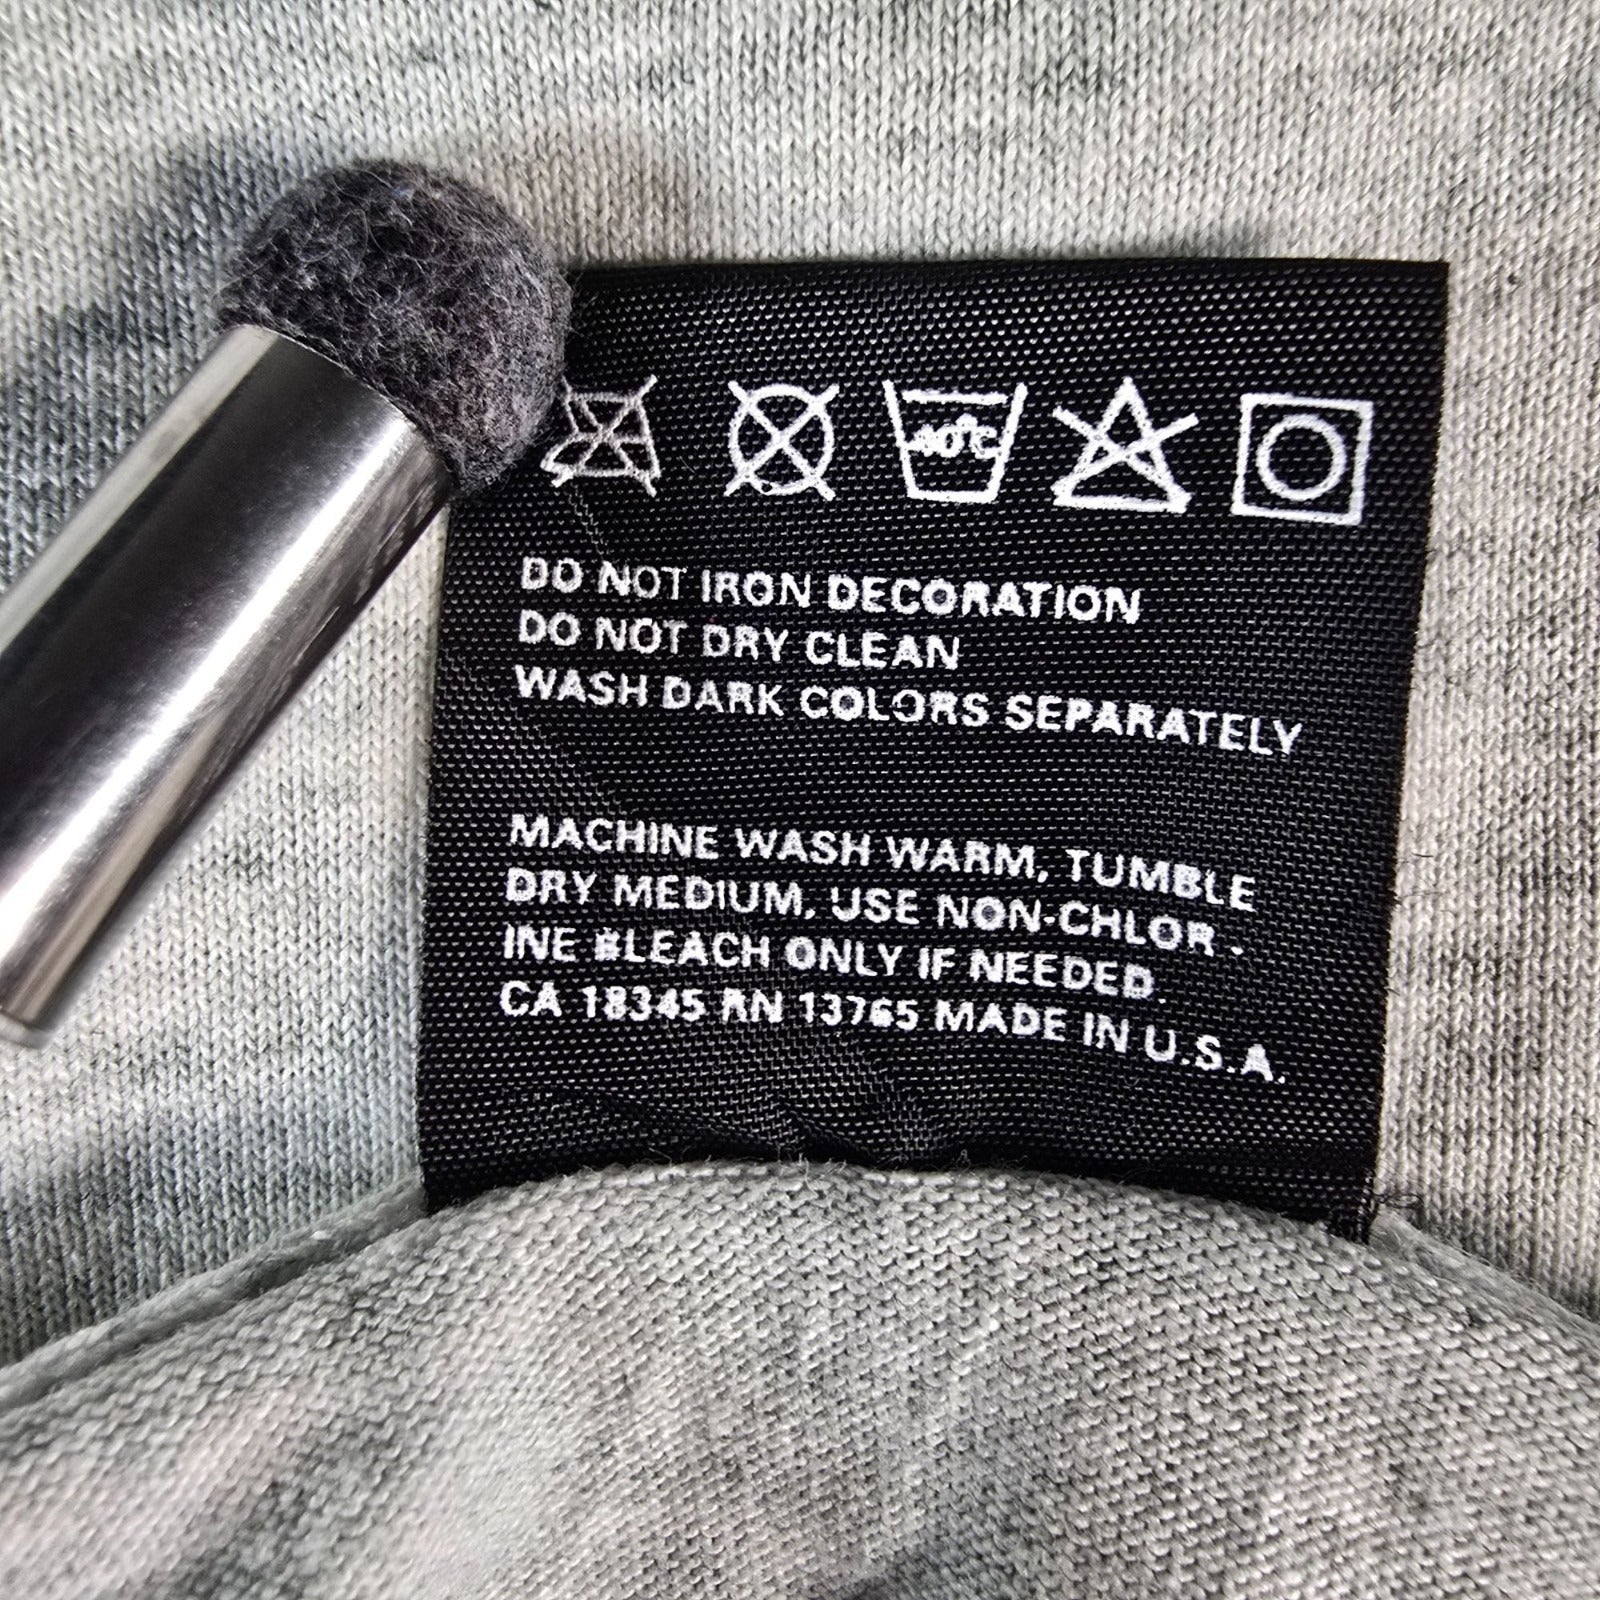 40°C
DO NOT IRON DECORATION
DO NOT DRY CLEAN
WASH DARK COLORS SEPARATELY
MACHINE WASH WARM, TUMBLE
DRY MEDIUM, USE NON-CHLOR -
INE BLEACH ONLY IF NEEDED.
CA 18345 RN 13765 MADE IN U.S.A.